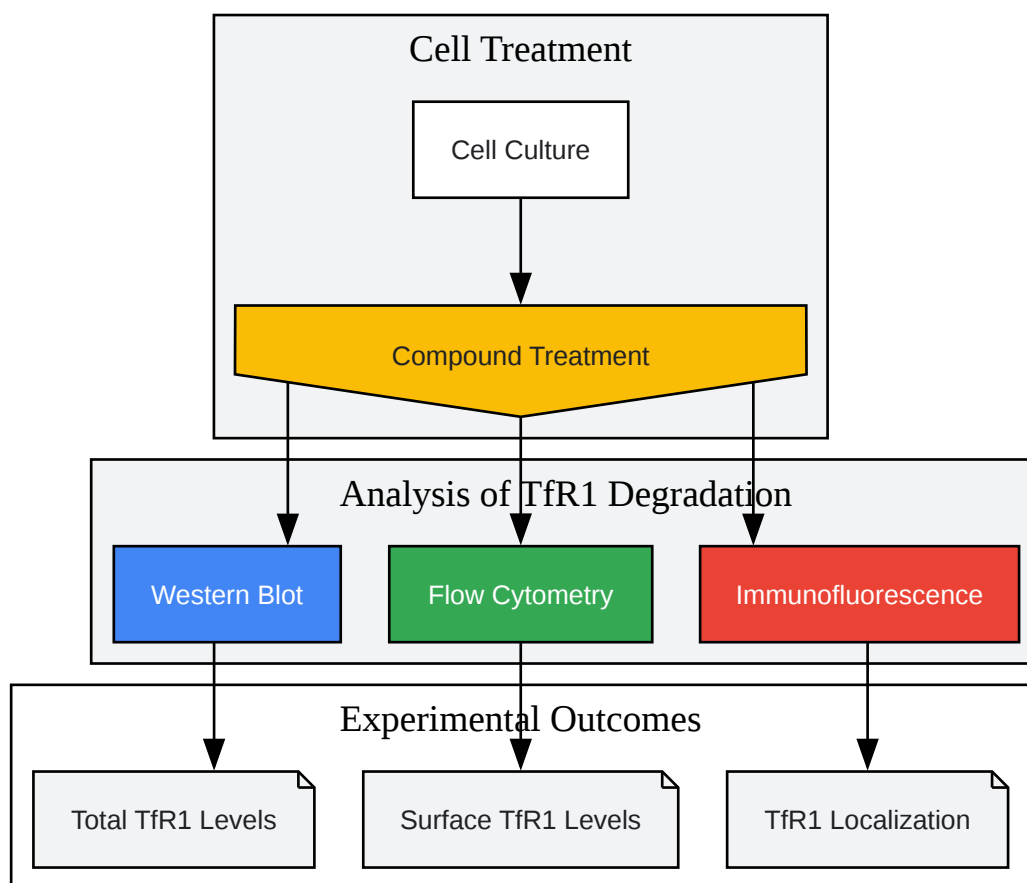 Cell Treatment
Cell Culture
Compound Treatment
Analysis of TfR1 Degradation
Western Blot
Flow Cytometry
Immunofluorescence
Experimental Outcomes
Total TfR1 Levels
Surface TfR1 Levels
TfR1 Localization